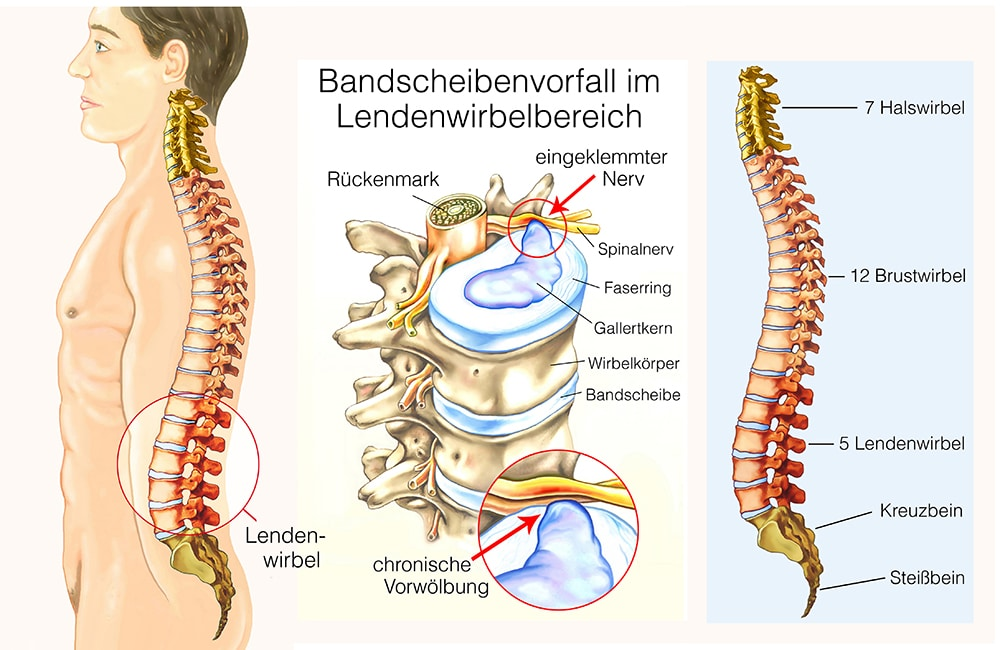 Lenden-
wirbel
Bandscheibenvorfall im
Lendenwirbelbereich
eingeklemmter
Nerv
Rückenmark
Spinalnerv
Faserring
Gallertkern
Wirbelkörper
Bandscheibe
chronische
Vorwölbung
7 Halswirbel
12 Brustwirbel
5 Lendenwirbel
Kreuzbein
Steißbein